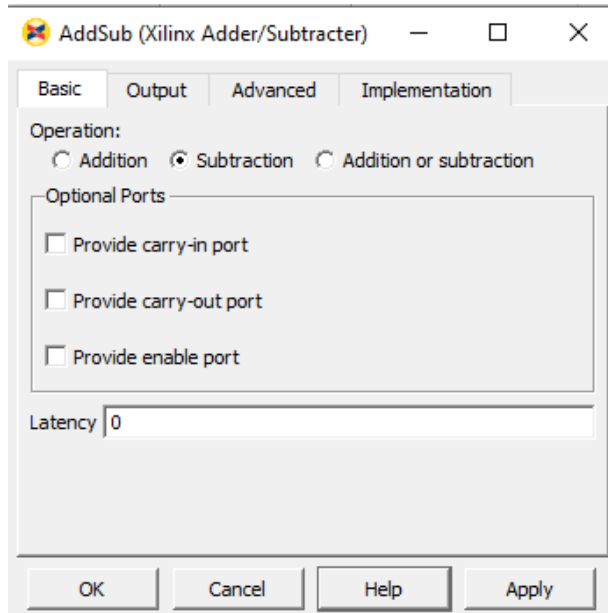 AddSub (Xilinx Adder/Subtracter)
Basic Output Advanced Implementation
Operation:
Addition Subtraction Addition or subtraction
Optional Ports
Provide carry-in port
Provide carry-out port
Provide enable port
Latency 0
OK Cancel Help Apply